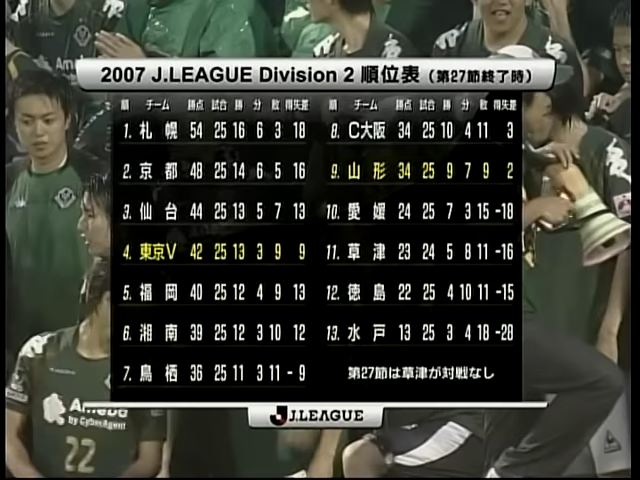 2007 J.LEAGUE Division 2 順位表（第27節終了時）
順 チーム 勝点 試合 勝 分 敗 得失差
1. 札幌 54 25 16 6 3 18
2. 京都 48 25 14 6 5 16
3. 仙台 44 25 13 5 7 13
4. 東京V 42 25 13 3 9 9
5. 福岡 40 25 12 4 9 13
6. 湘南 39 25 12 3 10 12
7. 鳥栖 36 25 11 3 11 -9
順 チーム 勝点 試合 勝 分 敗 得失差
8. C大阪 34 25 10 4 11 3
9. 山形 34 25 9 7 9 2
10. 愛媛 24 25 7 3 15 -18
11. 草津 23 24 5 8 11 -16
12. 徳島 22 25 4 10 11 -15
13. 水戸 13 25 3 4 18 -28
第27節は草津が対戦なし
J.LEAGUE
Ameba
by CyberAgent
22